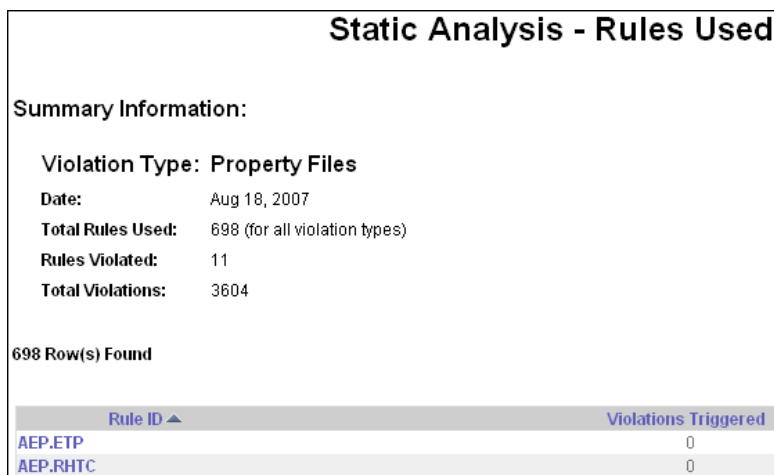 Static Analysis - Rules Used
Summary Information:
Violation Type: Property Files
Date: Aug 18, 2007
Total Rules Used: 698 (for all violation types)
Rules Violated: 11
Total Violations: 3604
698 Row(s) Found
Rule ID Violations Triggered
AEP.ETP 0
AEP.RHTC 0